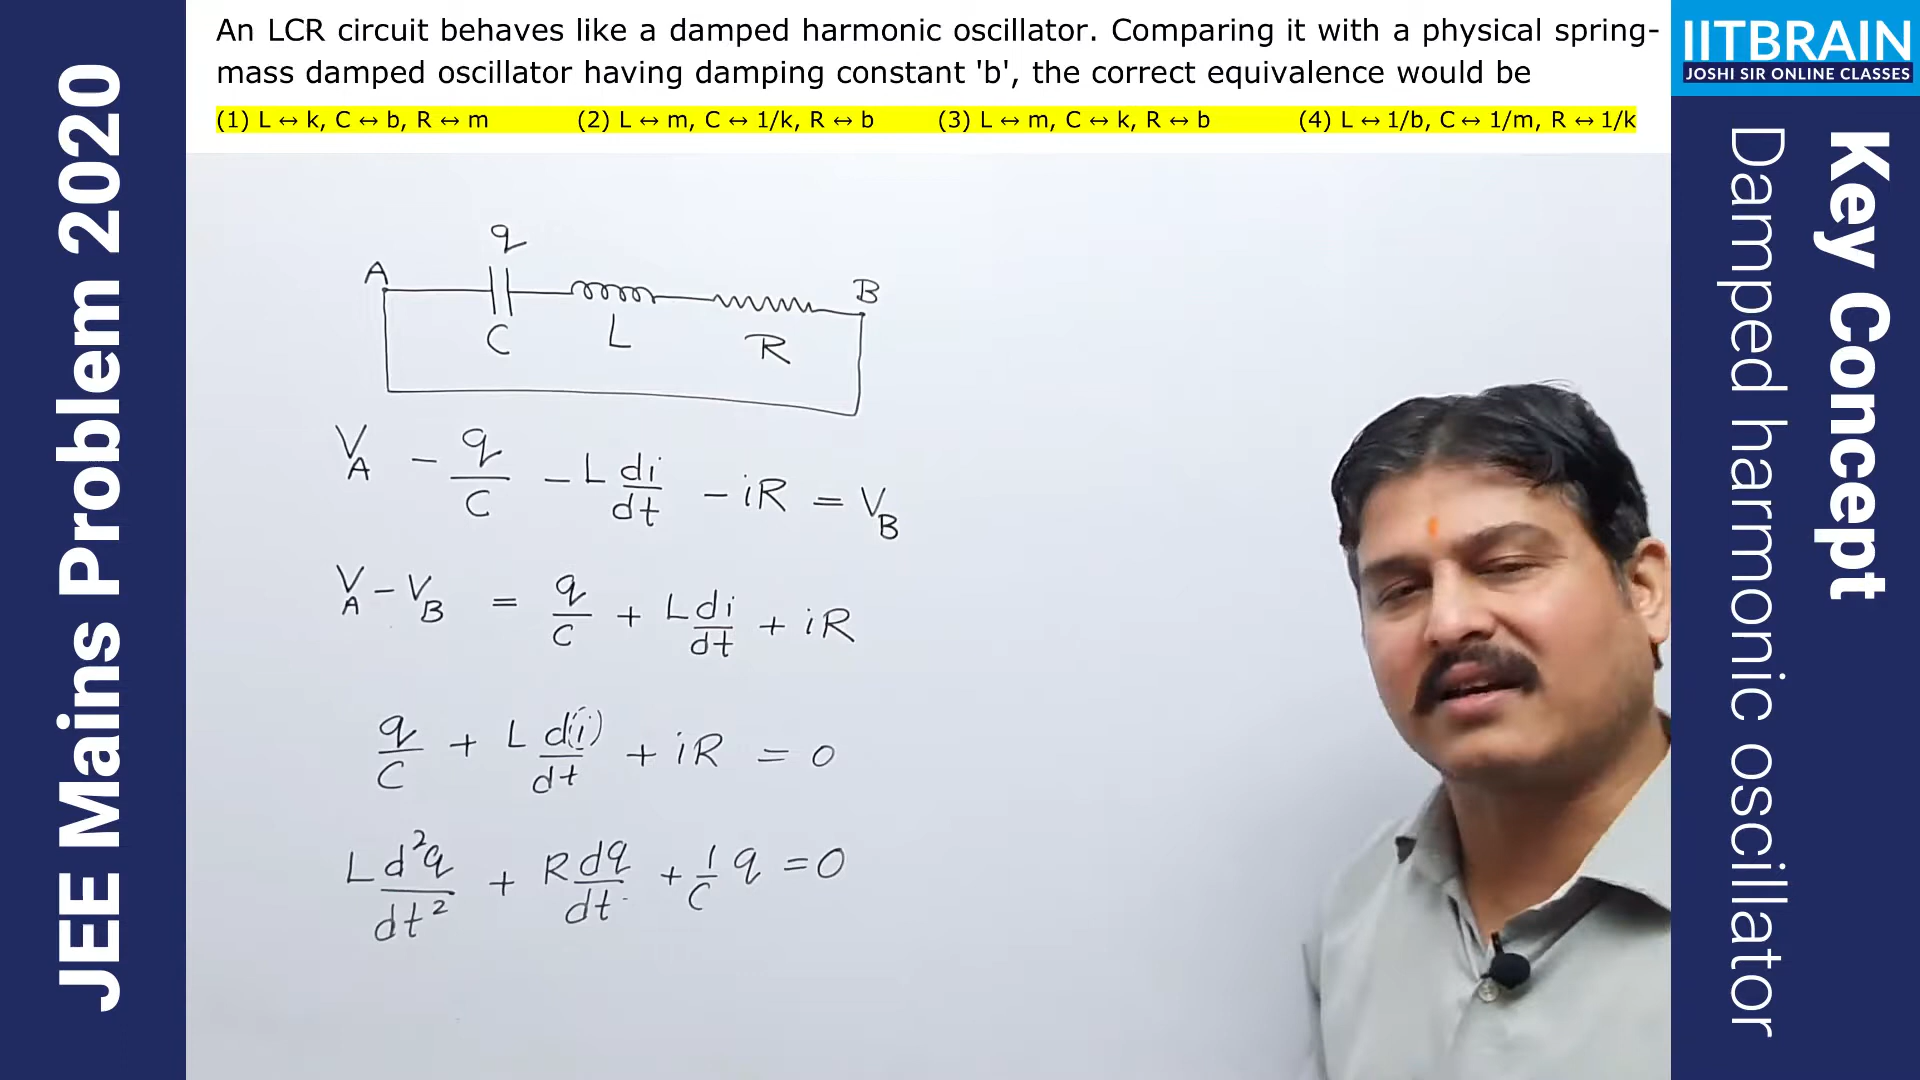 An LCR circuit behaves like a damped harmonic oscillator. Comparing it with a physical spring-
mass damped oscillator having damping constant 'b', the correct equivalence would be
(1) L ↔ k, C ↔ b, R ↔ m (2) L ↔ m, C ↔ 1/k, R ↔ b (3) L ↔ m, C ↔ k, R ↔ b (4) L ↔ 1/b, C ↔ 1/m, R ↔ 1/k
IITBRAIN
JOSHI SIR ONLINE CLASSES
JEE Mains Problem 2020
Key Concept
Damped harmonic oscillator
q
A B
C L R
V_A - q/C - L di/dt - iR = V_B
V_A - V_B = q/C + L di/dt + iR
q/C + L d(i)/dt + iR = 0
L d²q/dt² + R dq/dt + 1/C q = 0